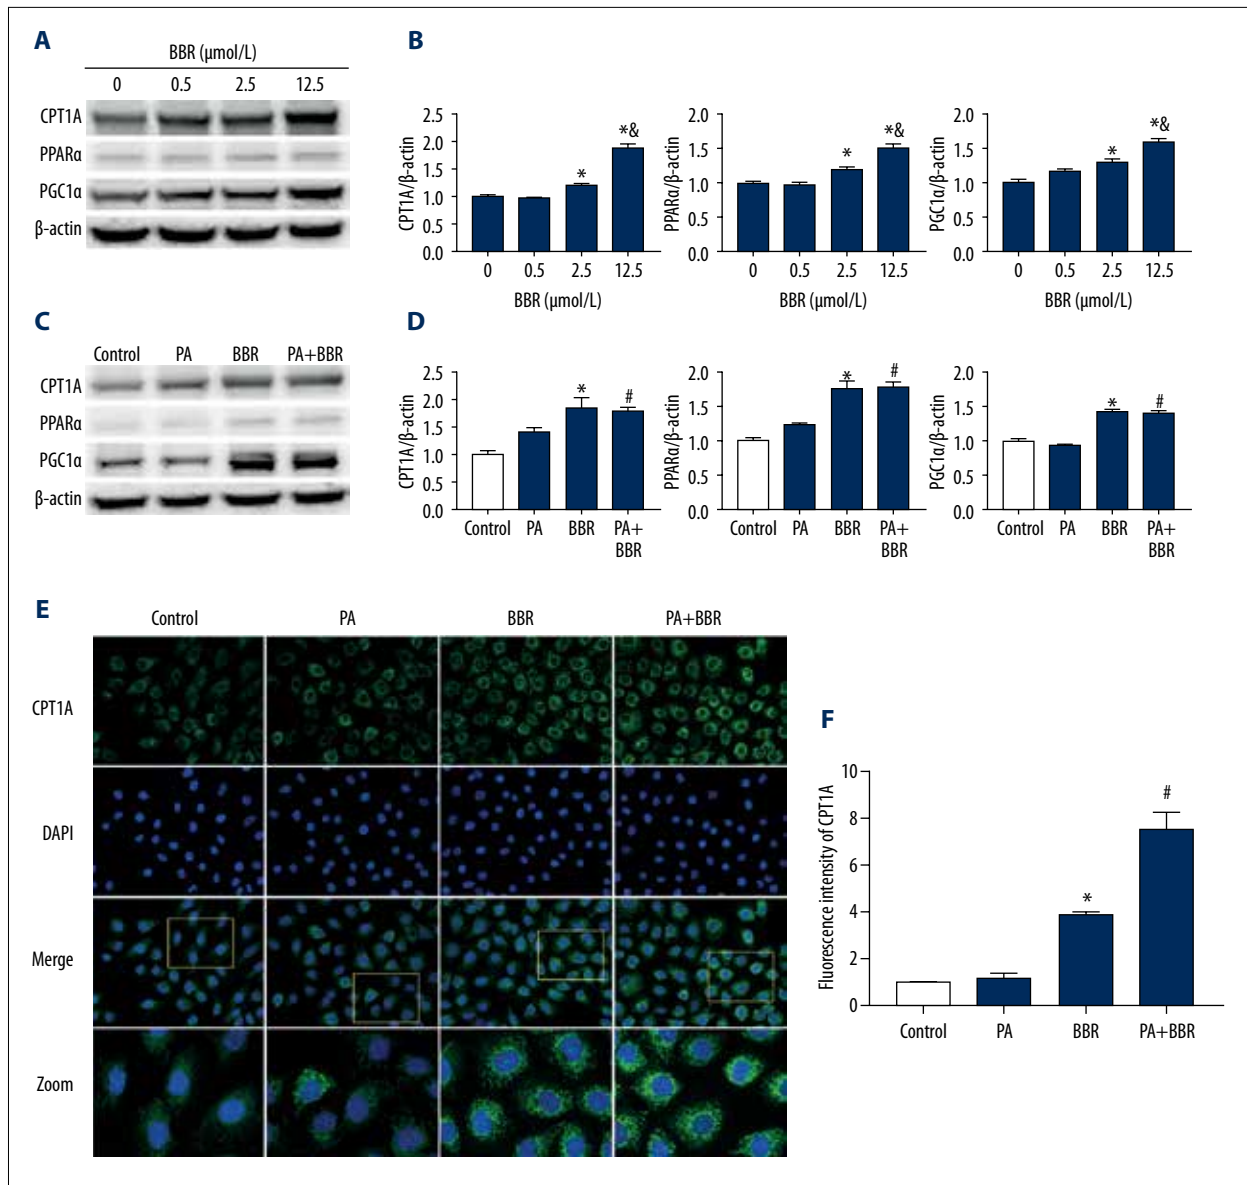 A
BBR (μmol/L)
0 0.5 2.5 12.5
CPT1A
PPARα
PGC1α
β-actin
B
CPT1A/β-actin
2.5
2.0
1.5
1.0
0.5
0.0
*
*&
0 0.5 2.5 12.5
BBR (μmol/L)
PPARα/β-actin
2.0
1.5
1.0
0.5
0.0
*
*&
0 0.5 2.5 12.5
BBR (μmol/L)
PGC1α/β-actin
2.0
1.5
1.0
0.5
0.0
*
*&
0 0.5 2.5 12.5
BBR (μmol/L)
C
Control PA BBR PA+BBR
CPT1A
PPARα
PGC1α
β-actin
D
CPT1A/β-actin
2.5
2.0
1.5
1.0
0.5
0.0
*
#
Control PA BBR PA+
BBR
PPARα/β-actin
2.0
1.5
1.0
0.5
0.0
*
#
Control PA BBR PA+
BBR
PGC1α/β-actin
2.0
1.5
1.0
0.5
0.0
*
#
Control PA BBR PA+
BBR
E
Control PA BBR PA+BBR
CPT1A
DAPI
Merge
Zoom
F
Fluorescence intensity of CPT1A
10
8
6
4
2
0
*
#
Control PA BBR PA+BBR